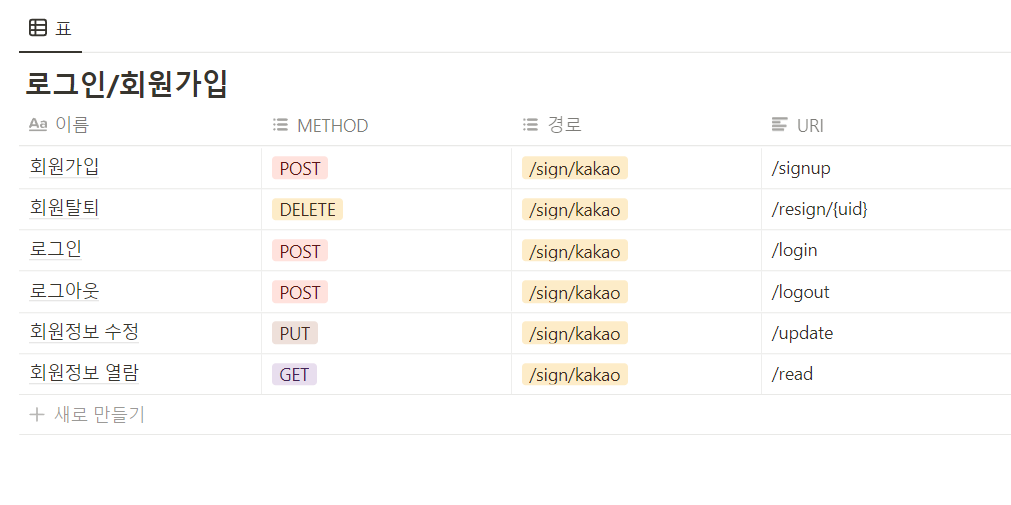 표
로그인/회원가입
Aa 이름 METHOD 경로 URI
회원가입 POST /sign/kakao /signup
회원탈퇴 DELETE /sign/kakao /resign/{uid}
로그인 POST /sign/kakao /login
로그아웃 POST /sign/kakao /logout
회원정보 수정 PUT /sign/kakao /update
회원정보 열람 GET /sign/kakao /read
+ 새로 만들기